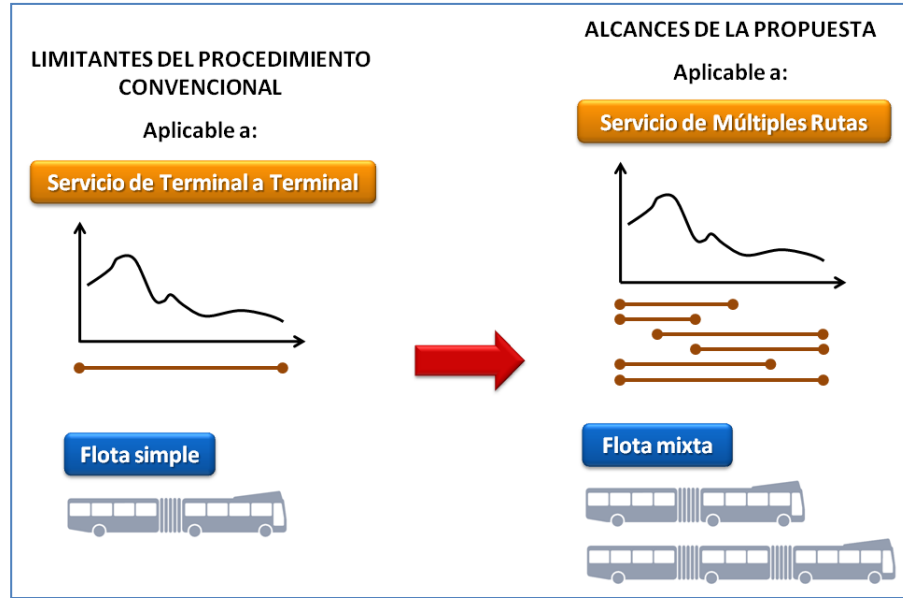 LIMITANTES DEL PROCEDIMIENTO
CONVENCIONAL
Aplicable a:
Servicio de Terminal a Terminal
Flota simple
ALCANCES DE LA PROPUESTA
Aplicable a:
Servicio de Múltiples Rutas
Flota mixta